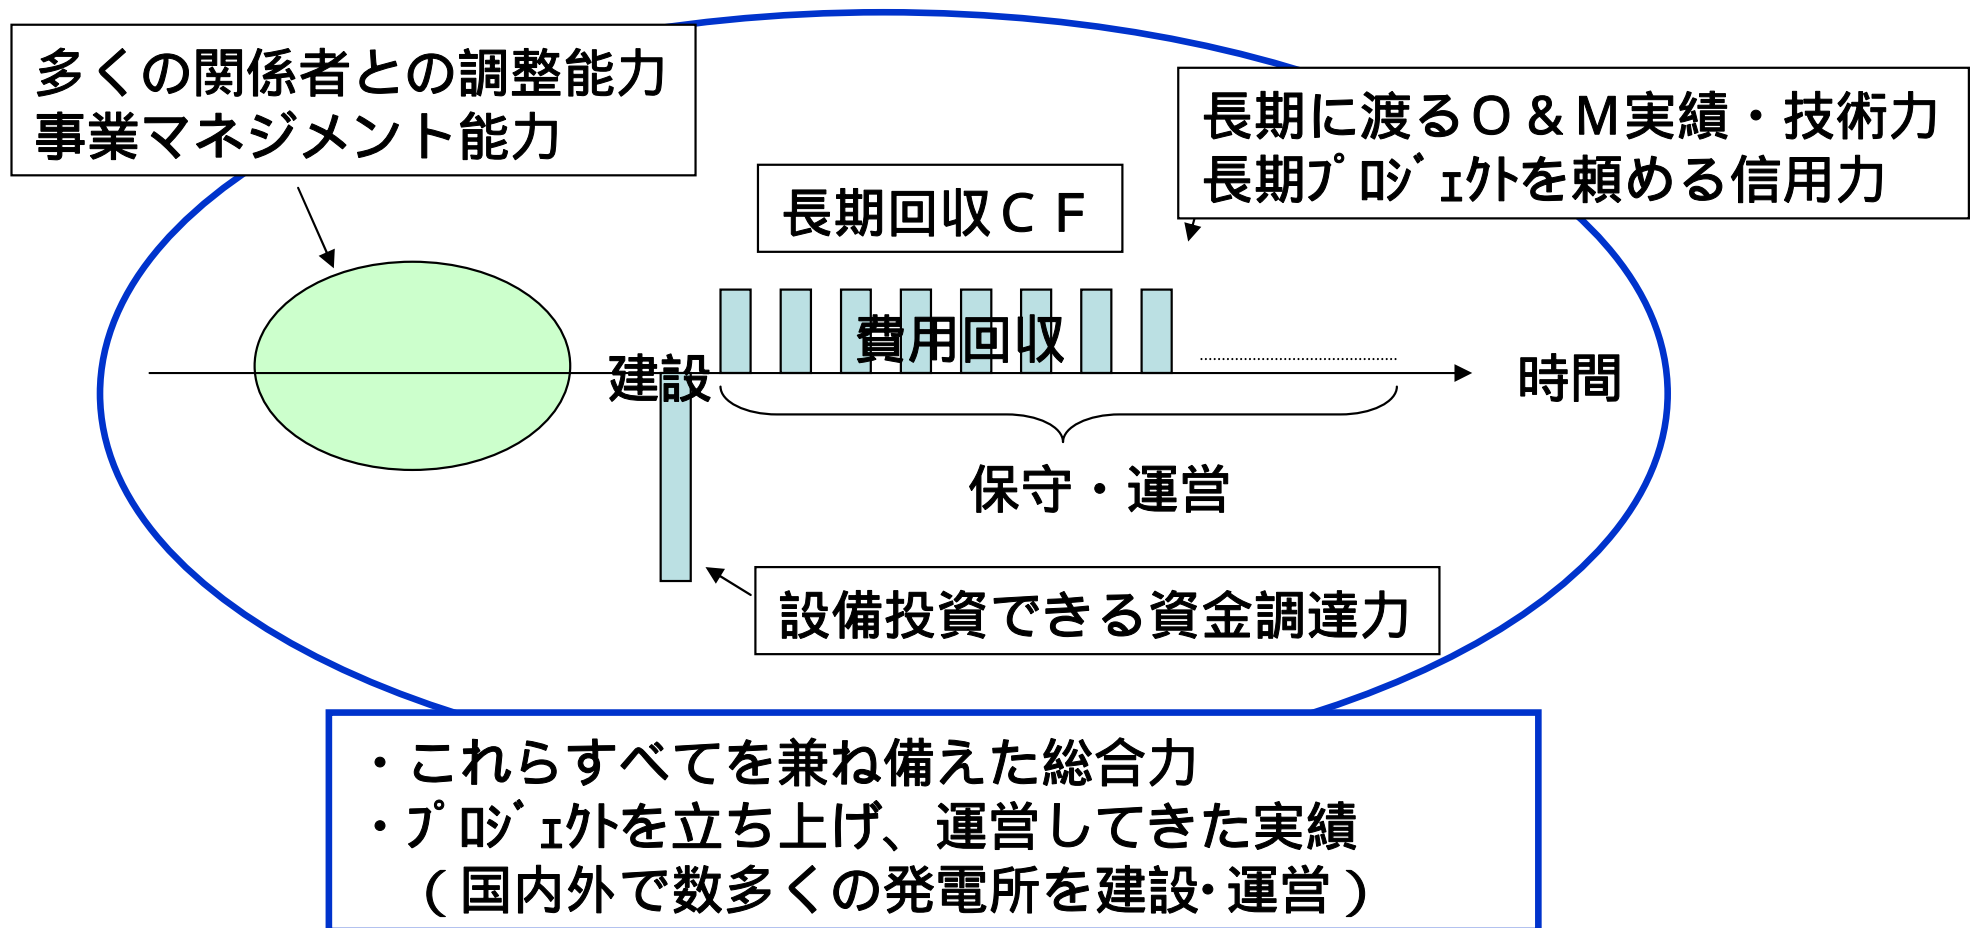 多くの関係者との調整能力
事業マネジメント能力
長期に渡るＯ＆Ｍ実績・技術力
長期ﾌﾟﾛｼﾞｪｸﾄを頼める信用力
長期回収ＣＦ
費用回収
建設
時間
保守・運営
設備投資できる資金調達力
・これらすべてを兼ね備えた総合力
・ﾌﾟﾛｼﾞｪｸﾄを立ち上げ、運営してきた実績
（国内外で数多くの発電所を建設･運営）